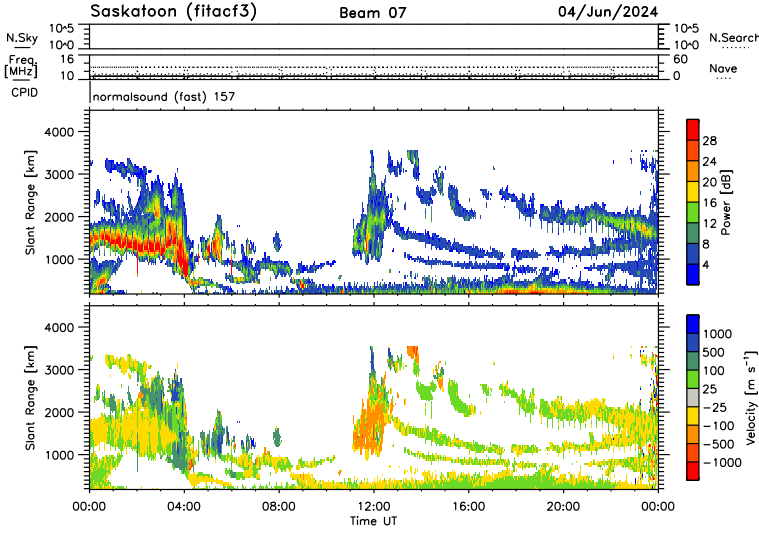 Saskatoon (fitacf3) Beam 07 04/Jun/2024
10^5 10^5
N.Sky N.Search
10^0 10^0
Freq. 16 60
[MHz] Nave
10 0
CPID normalsound (fast) 157
4000
3000
2000
1000
Slant Range [km]
28
24
20
16
12
8
4
Power [dB]
4000
3000
2000
1000
Slant Range [km]
1000
500
100
25
-25
-100
-500
-1000
Velocity [m s^-1]
00:00 04:00 08:00 12:00 16:00 20:00 00:00
Time UT